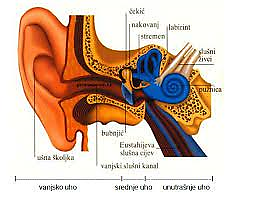 čekić
nakovanj
stremen
labirint
slušni
živci
pužnica
bubnjić
Eustahijeva
slušna cijev
ušna školjka
vanjski slušni kanal
vanjsko uho
srednje uho
unutrašnje uho